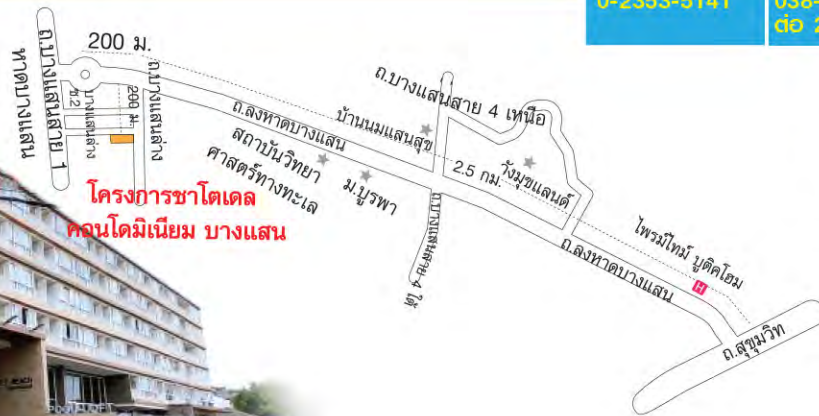 0-2353-5141
038-
ต่อ 2
200 ม.
ถ.บางแสนสาย 1
หาดบางแสน
บางแสนล่าง
ซ.2
200 ม.
ถ.บางแสนล่าง
ถ.ลงหาดบางแสน
สถาบันวิทยา
ศาสตร์ทางทะเล
ม.บูรพา
บ้านนมแสนสุข
ถ.บางแสนสาย 4 เหนือ
2.5 กม.
วังมุขแลนด์
ถ.บางแสนสาย 4 ใต้
โครงการชาโตเดล
คอนโดมิเนียม บางแสน
ถ.ลงหาดบางแสน
ไพรม์ไทม์ บูติคโฮม
H
ถ.สุขุมวิท